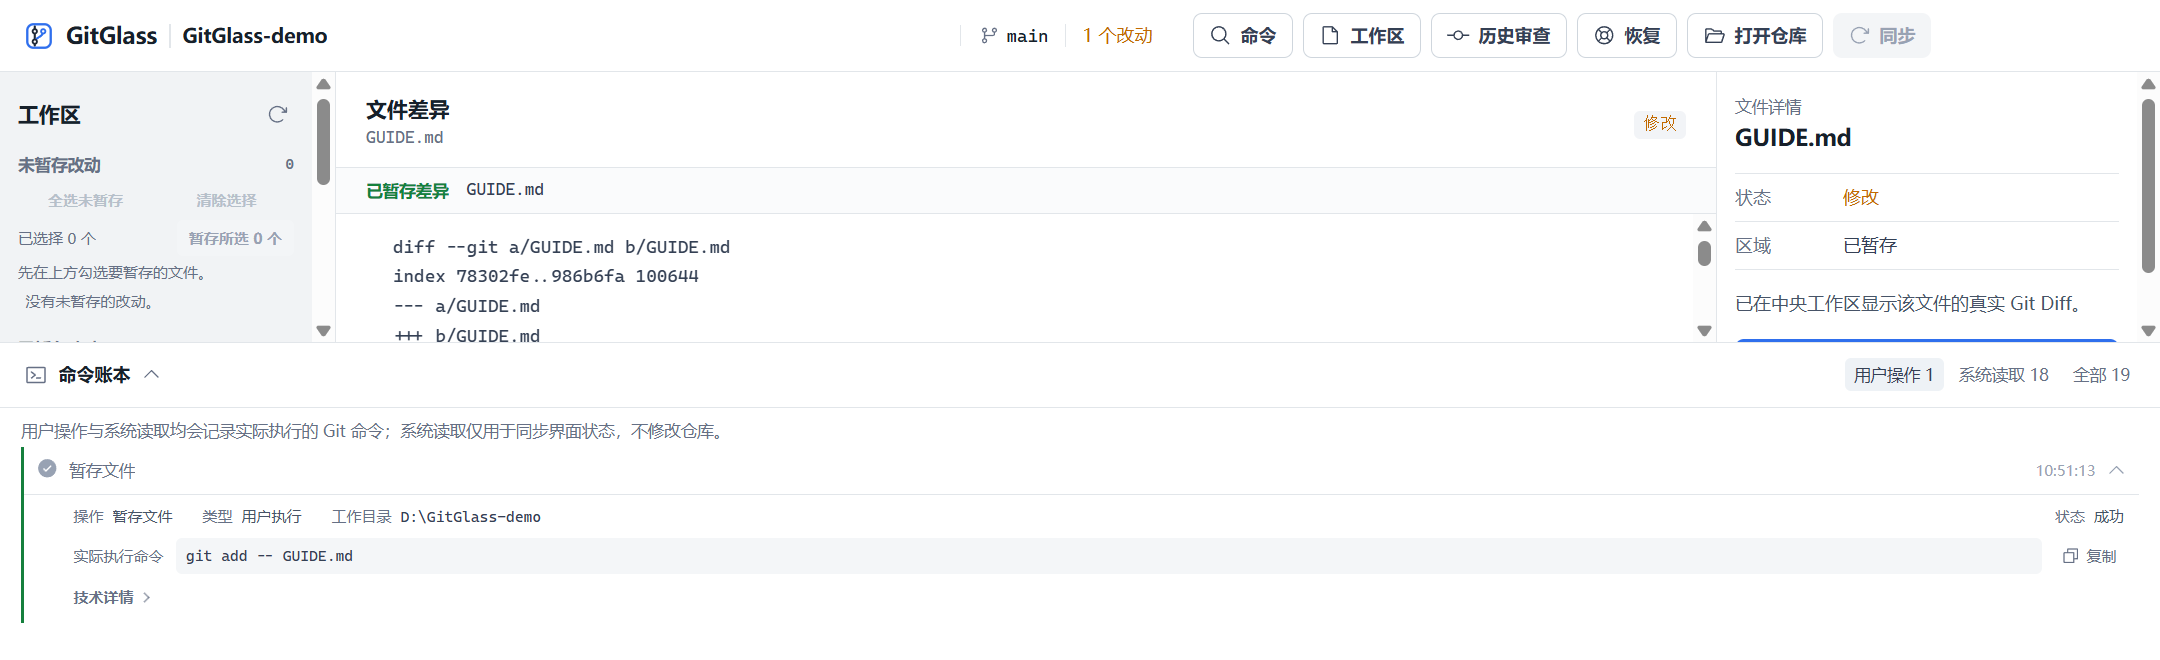 GitGlass GitGlass-demo main 1 个改动 命令 工作区 历史审查 恢复 打开仓库 同步
工作区
未暂存改动 0
全选未暂存 清除选择
已选择 0 个 暂存所选 0 个
先在上方勾选要暂存的文件。
没有未暂存的改动。
文件差异
GUIDE.md
修改
已暂存差异 GUIDE.md
diff --git a/GUIDE.md b/GUIDE.md
index 78302fe..986b6fa 100644
--- a/GUIDE.md
+++ b/GUIDE.md
文件详情
GUIDE.md
状态 修改
区域 已暂存
已在中央工作区显示该文件的真实 Git Diff。
命令账本 用户操作 1 系统读取 18 全部 19
用户操作与系统读取均会记录实际执行的 Git 命令；系统读取仅用于同步界面状态，不修改仓库。
暂存文件 10:51:13
操作 暂存文件 类型 用户执行 工作目录 D:\GitGlass-demo 状态 成功
实际执行命令 git add -- GUIDE.md 复制
技术详情